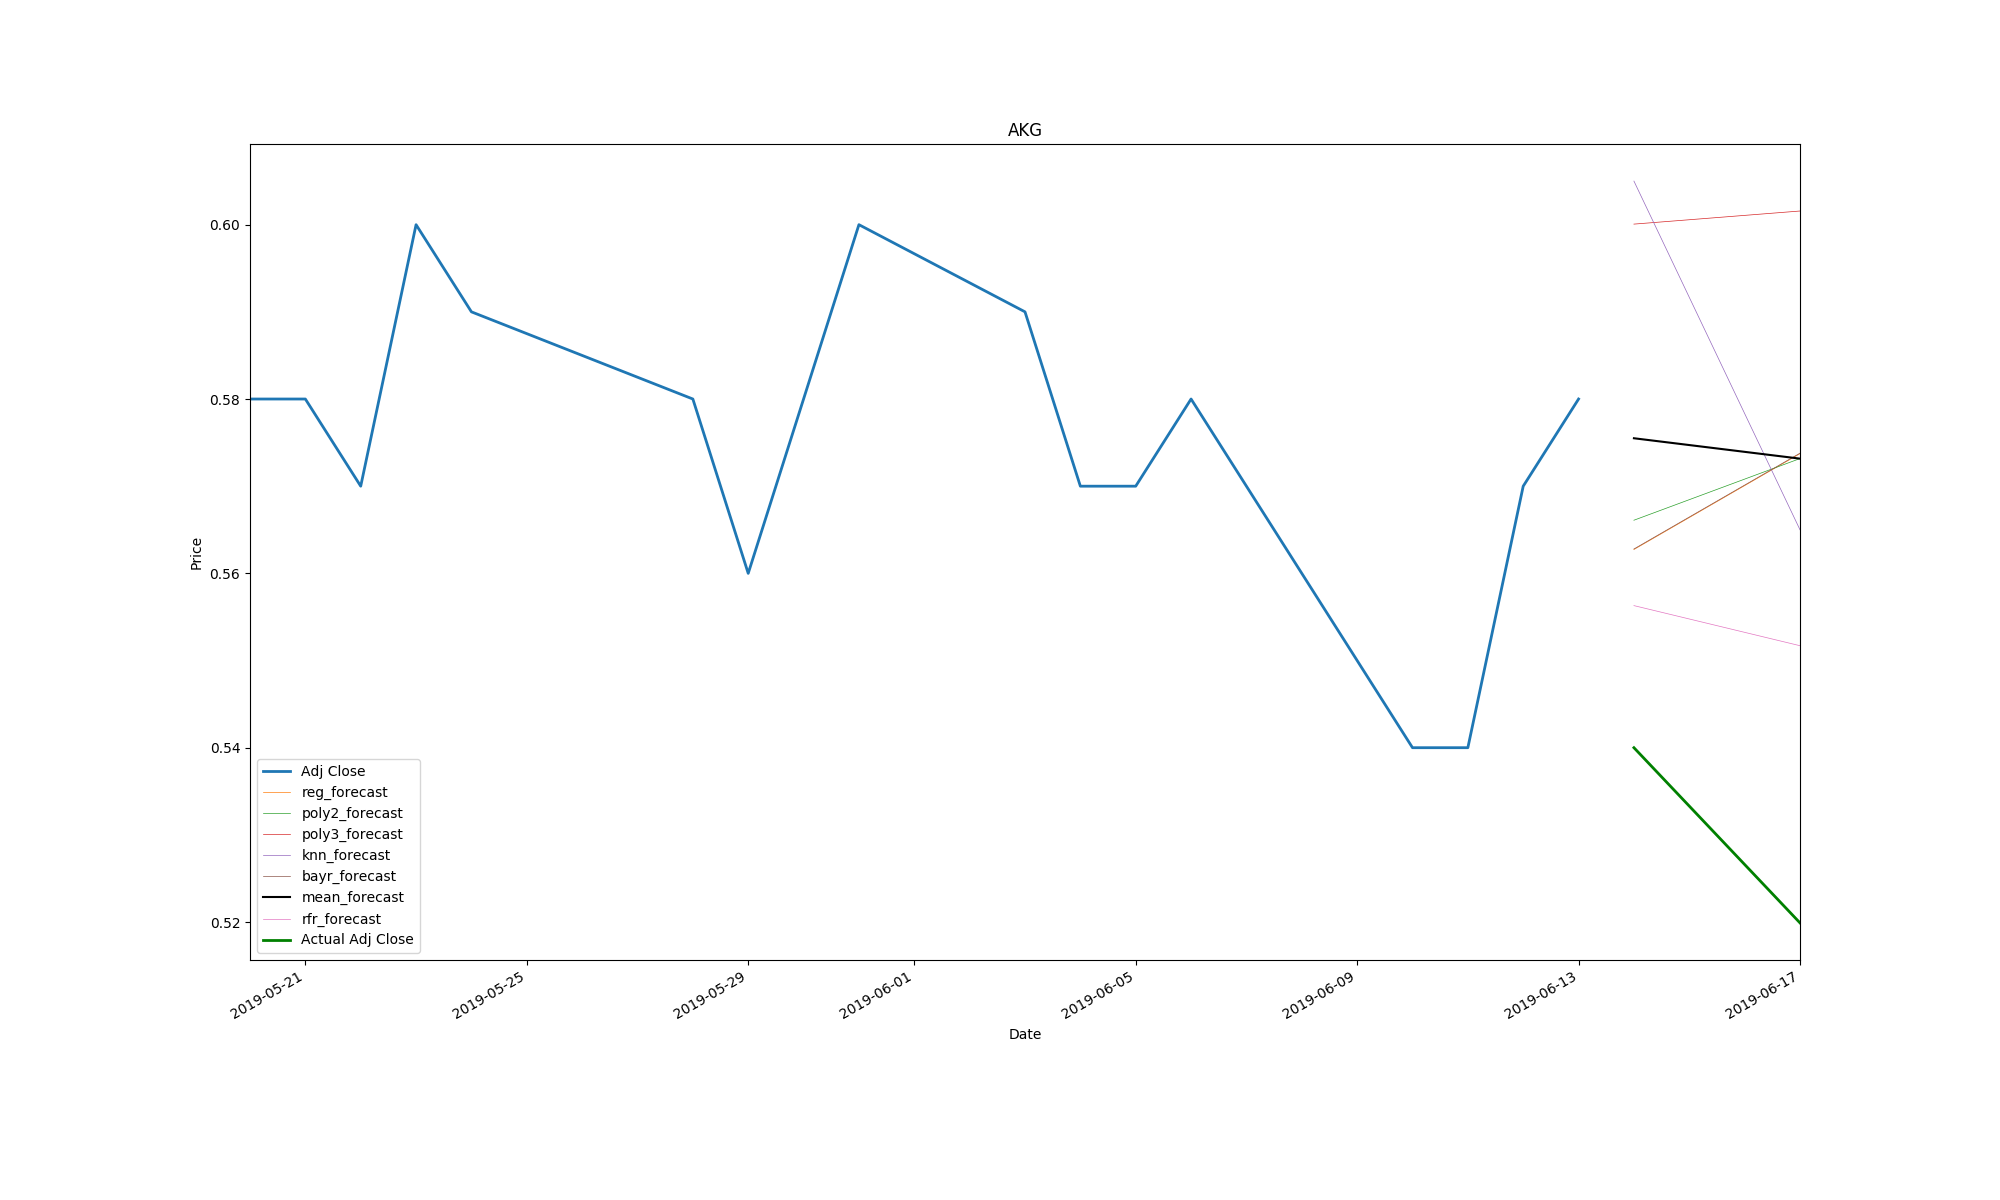 AKG
0.60
0.58
0.56
0.54
0.52
Price
Adj Close
reg_forecast
poly2_forecast
poly3_forecast
knn_forecast
bayr_forecast
mean_forecast
rfr_forecast
Actual Adj Close
2019-05-21
2019-05-25
2019-05-29
2019-06-01
2019-06-05
2019-06-09
2019-06-13
2019-06-17
Date